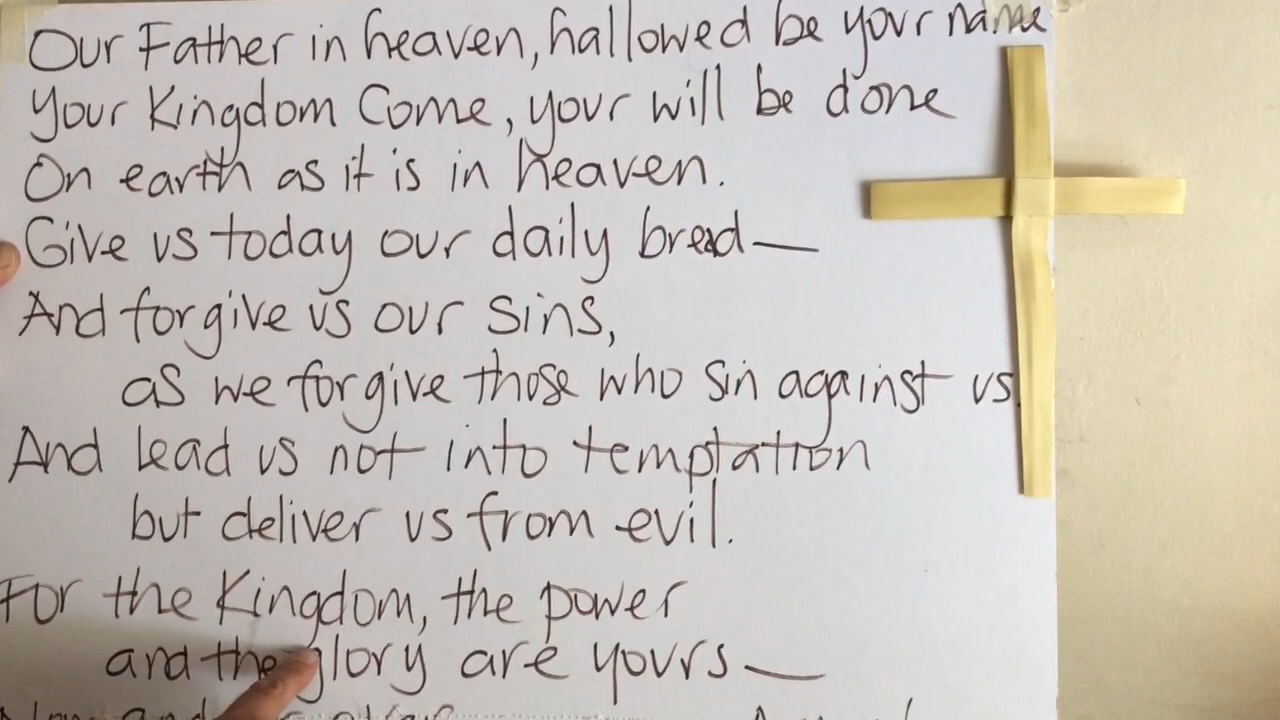 Our Father in heaven, hallowed be your name
Your Kingdom Come, your will be done
On earth as it is in heaven.
Give us today our daily bread—
And forgive us our sins,
as we forgive those who sin against us.
And lead us not into temptation
but deliver us from evil.
For the Kingdom, the power
and the glory are yours—